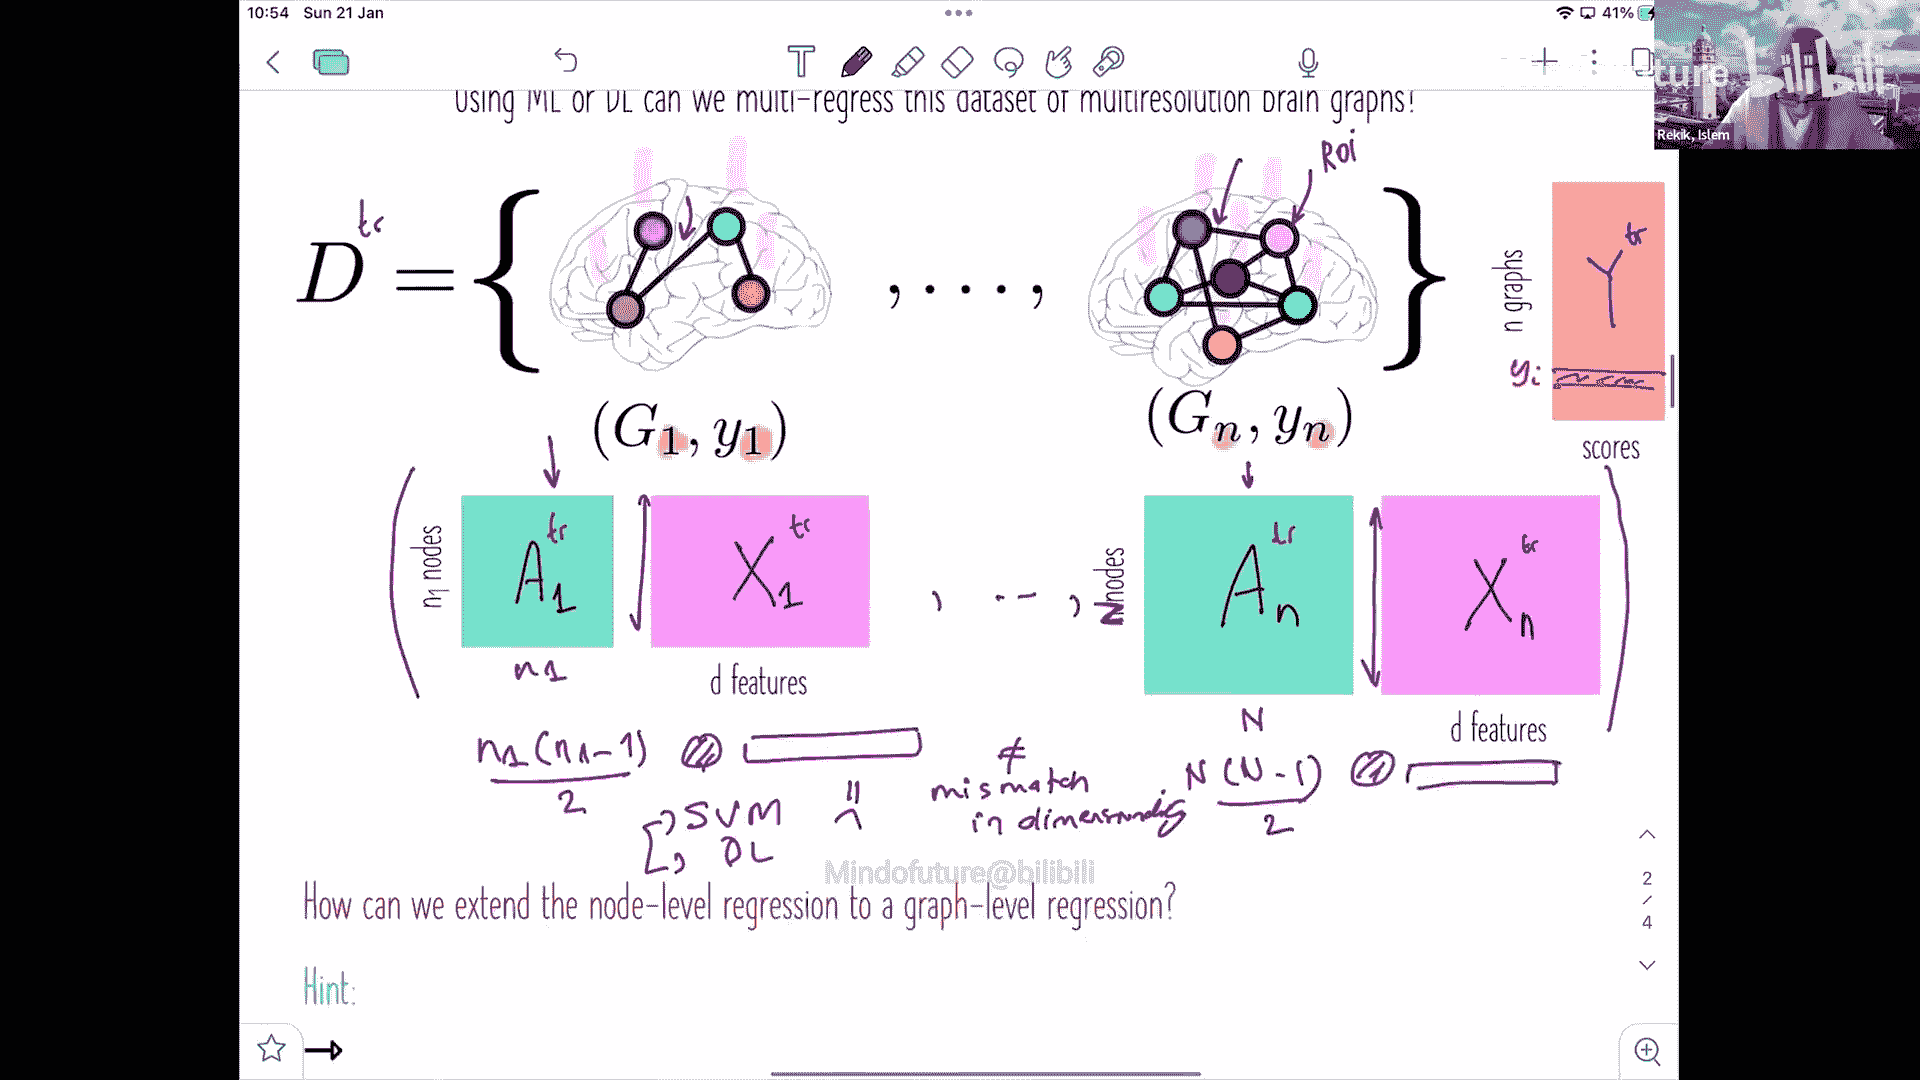 10:54 Sun 21 Jan
41%
Using ML or DL can we multi-regress this dataset of multiresolution brain graphs?
bilibili
ture
Rekik, Islem
D^tr = { , . . . , }
ROi
n graphs
Y^tr
yi
scores
(G1, y1)
(Gn, yn)
n1 nodes
A1^tr
X1^tr
, -- ,
N nodes
An^tr
Xn^tr
n1
d features
N
d features
n1(n1-1)
2
≠
mismatch
in dimensionality
N(N-1)
2
SVM
DL
Mindofuture@bilibili
How can we extend the node-level regression to a graph-level regression?
Hint:
2
/
4